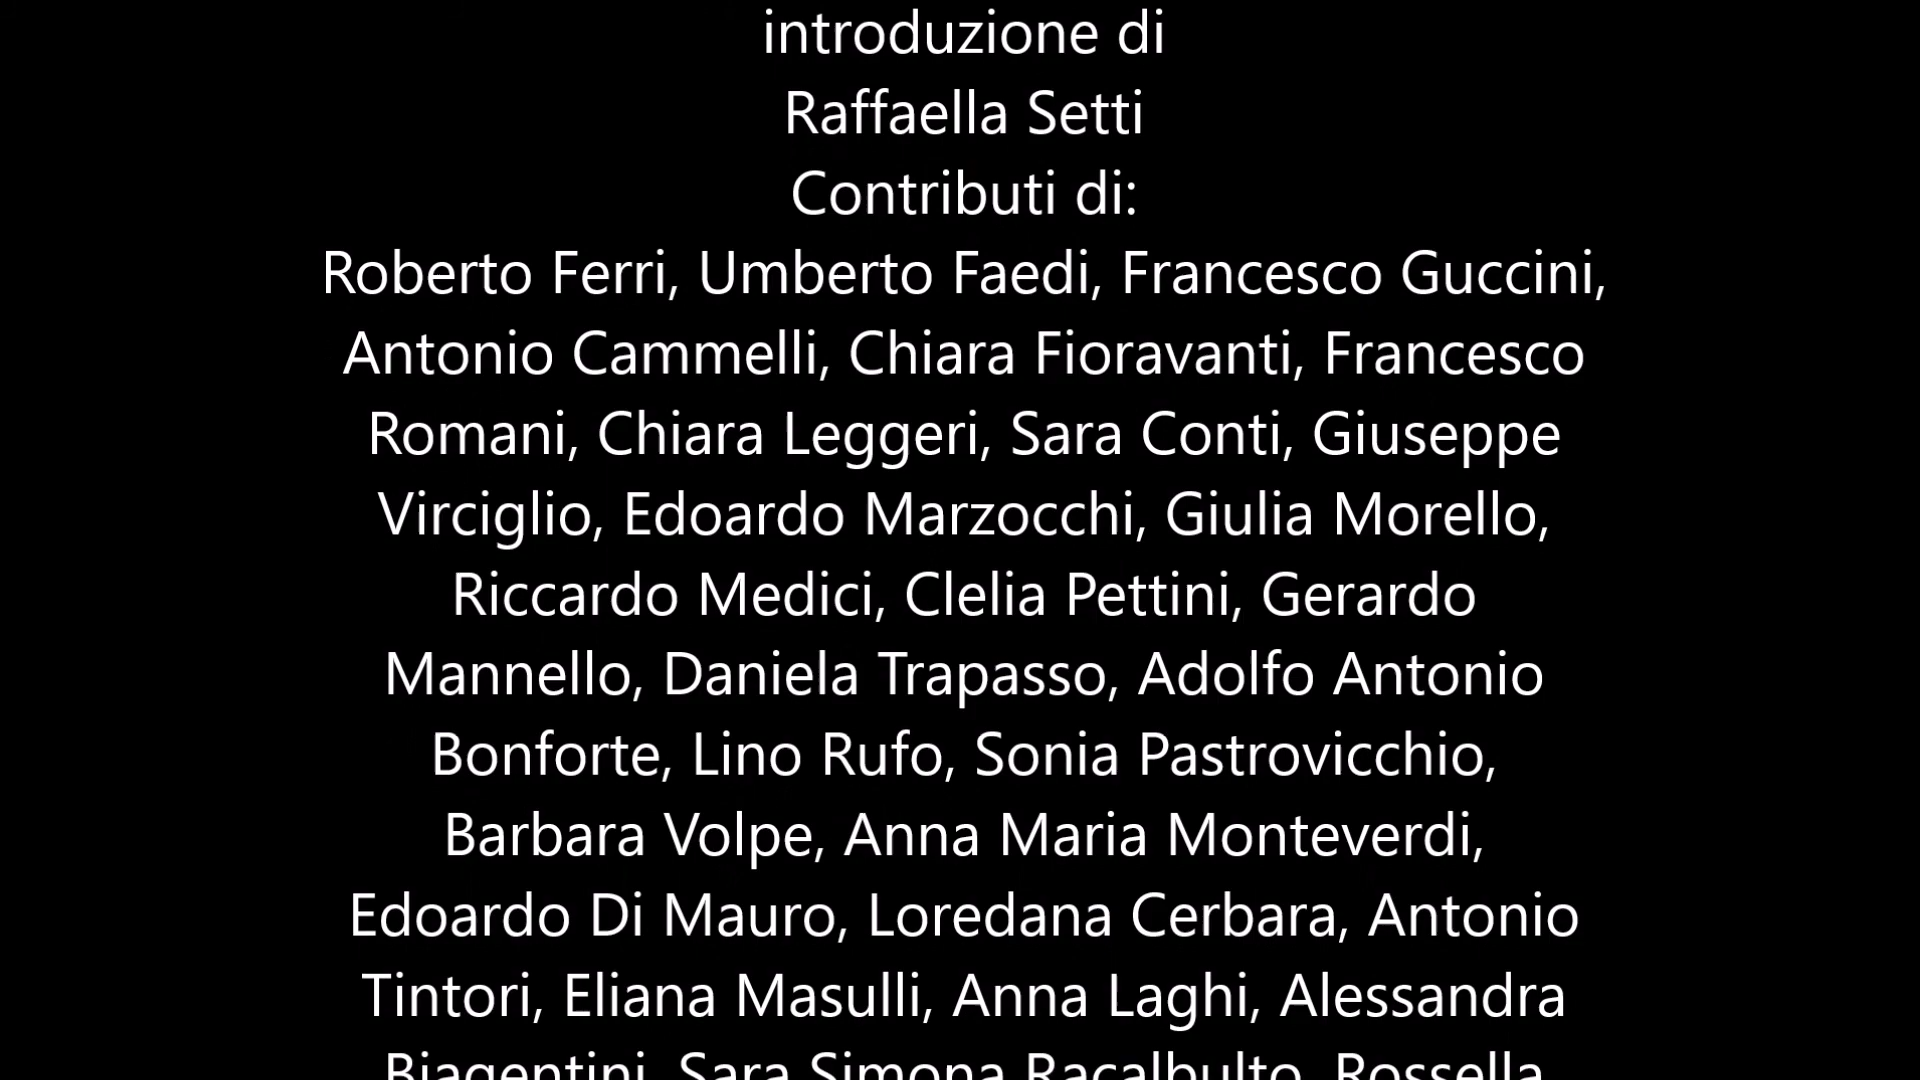 introduzione di
Raffaella Setti
Contributi di:
Roberto Ferri, Umberto Faedi, Francesco Guccini,
Antonio Cammelli, Chiara Fioravanti, Francesco
Romani, Chiara Leggeri, Sara Conti, Giuseppe
Virciglio, Edoardo Marzocchi, Giulia Morello,
Riccardo Medici, Clelia Pettini, Gerardo
Mannello, Daniela Trapasso, Adolfo Antonio
Bonforte, Lino Rufo, Sonia Pastrovicchio,
Barbara Volpe, Anna Maria Monteverdi,
Edoardo Di Mauro, Loredana Cerbara, Antonio
Tintori, Eliana Masulli, Anna Laghi, Alessandra
Biagentini, Sara Simona Racalbulto, Rossella